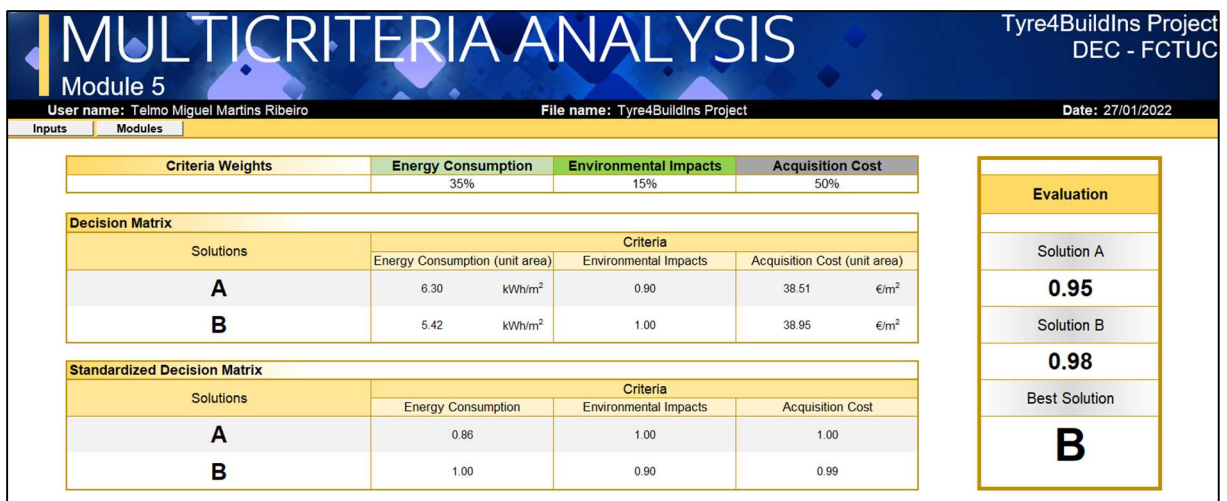 MULTICRITERIA ANALYSIS
Module 5
Tyre4BuildIns Project
DEC - FCTUC
User name: Telmo Miguel Martins Ribeiro File name: Tyre4BuildIns Project Date: 27/01/2022
Inputs Modules
Criteria Weights Energy Consumption Environmental Impacts Acquisition Cost
35% 15% 50%
Decision Matrix
Solutions Criteria
Energy Consumption (unit area) Environmental Impacts Acquisition Cost (unit area)
A 6.30 kWh/m² 0.90 38.51 €/m²
B 5.42 kWh/m² 1.00 38.95 €/m²
Standardized Decision Matrix
Solutions Criteria
Energy Consumption Environmental Impacts Acquisition Cost
A 0.86 1.00 1.00
B 1.00 0.90 0.99
Evaluation
Solution A
0.95
Solution B
0.98
Best Solution
B